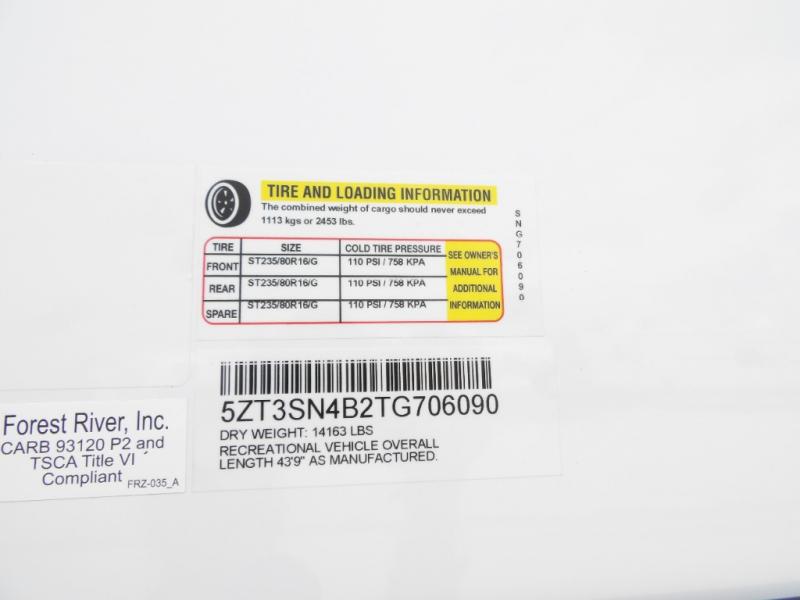 TIRE AND LOADING INFORMATION
The combined weight of cargo should never exceed
1113 kgs or 2453 lbs.
TIRE SIZE COLD TIRE PRESSURE
FRONT ST235/80R16/G 110 PSI / 758 KPA
REAR ST235/80R16/G 110 PSI / 758 KPA
SPARE ST235/80R16/G 110 PSI / 758 KPA
SEE OWNER'S
MANUAL FOR
ADDITIONAL
INFORMATION
SNG706090
5ZT3SN4B2TG706090
DRY WEIGHT: 14163 LBS
RECREATIONAL VEHICLE OVERALL
LENGTH 43'9" AS MANUFACTURED.
Forest River, Inc.
CARB 93120 P2 and
TSCA Title VI
Compliant
FRZ-035_A